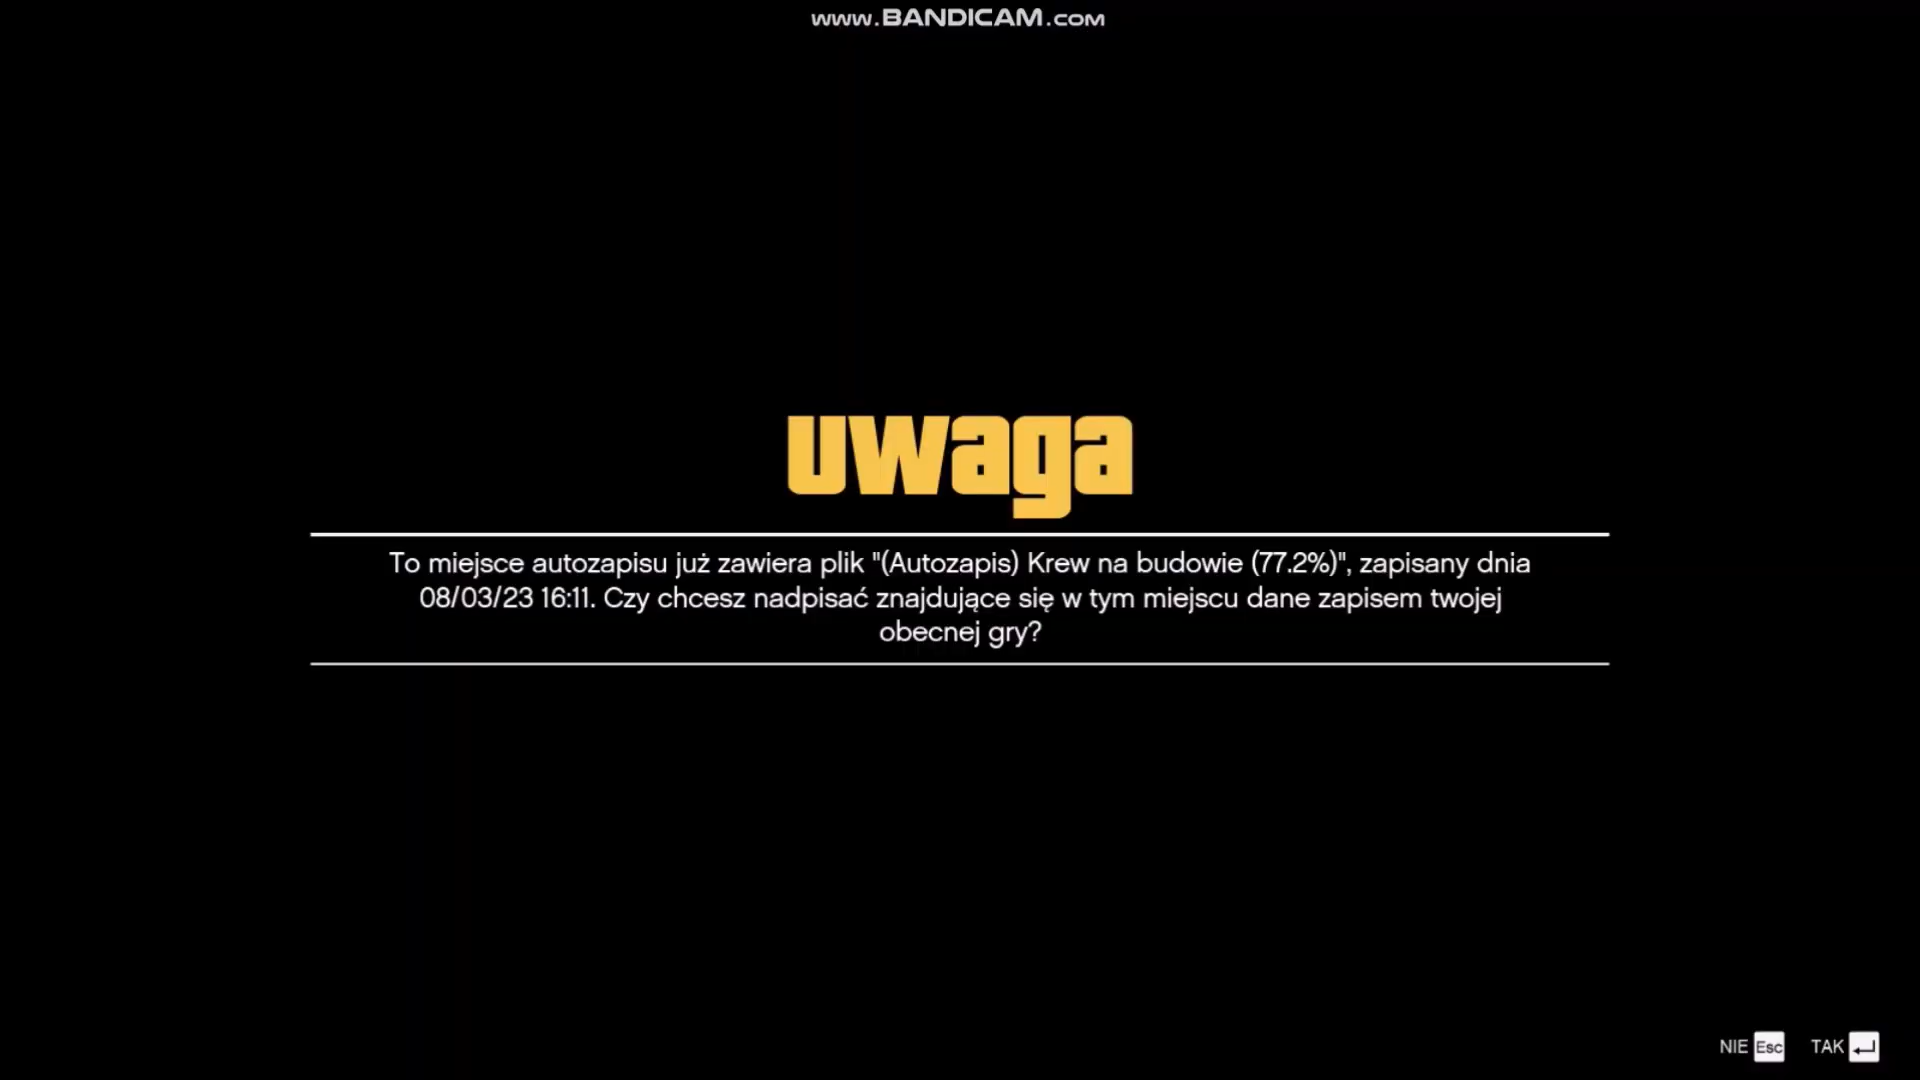 www.BANDICAM.com
uwaga
To miejsce autozapisu już zawiera plik "(Autozapis) Krew na budowie (77.2%)", zapisany dnia
08/03/23 16:11. Czy chcesz nadpisać znajdujące się w tym miejscu dane zapisem twojej
obecnej gry?
NIE Esc TAK